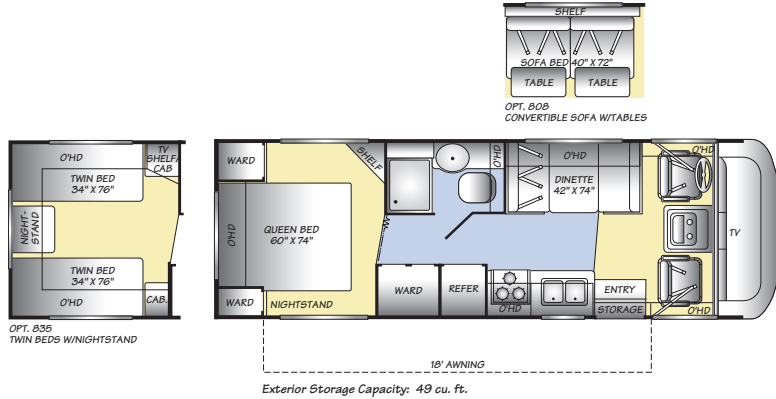 SHELF
SOFA BED 40" X 72"
TABLE
TABLE
OPT. 808
CONVERTIBLE SOFA W/TABLES
O'HD
TV
SHELF/
CAB
TWIN BED
34" X 76"
NIGHT-
STAND
TWIN BED
34" X 76"
O'HD
CAB.
OPT. 835
TWIN BEDS W/NIGHTSTAND
WARD
SHELF
O'HD
O'HD
O'HD
DINETTE
42" X 74"
QUEEN BED
60" X 74"
O'HD
TV
WARD
NIGHTSTAND
WARD
REFER
O'HD
ENTRY
STORAGE
O'HD
18' AWNING
Exterior Storage Capacity: 49 cu. ft.